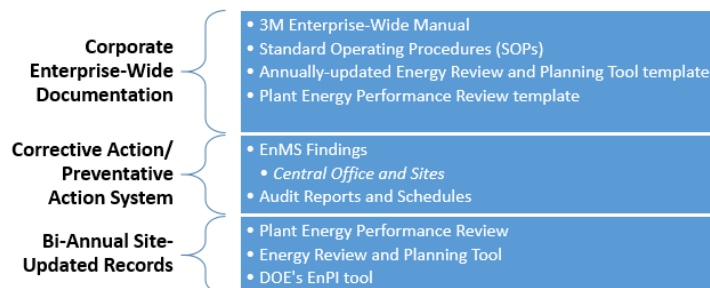 Corporate
Enterprise-Wide
Documentation
• 3M Enterprise-Wide Manual
• Standard Operating Procedures (SOPs)
• Annually-updated Energy Review and Planning Tool template
• Plant Energy Performance Review template
Corrective Action/
Preventative
Action System
• EnMS Findings
• Central Office and Sites
• Audit Reports and Schedules
Bi-Annual Site-
Updated Records
• Plant Energy Performance Review
• Energy Review and Planning Tool
• DOE's EnPI tool